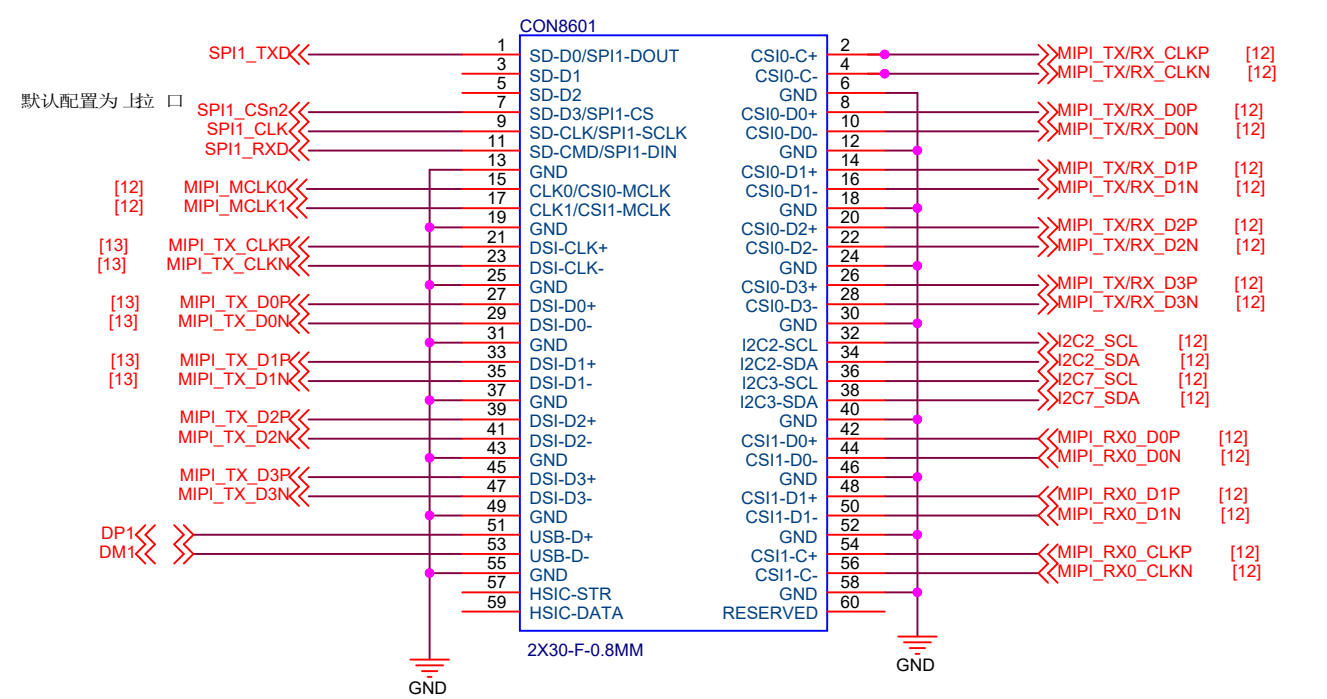 CON8601
SPI1_TXD 1 SD-D0/SPI1-DOUT CSI0-C+ 2 MIPI_TX/RX_CLKP [12]
3 SD-D1 CSI0-C- 4 MIPI_TX/RX_CLKN [12]
5 SD-D2 GND 6
默认配置为 上拉 口
SPI1_CSn2 7 SD-D3/SPI1-CS CSI0-D0+ 8 MIPI_TX/RX_D0P [12]
SPI1_CLK 9 SD-CLK/SPI1-SCLK CSI0-D0- 10 MIPI_TX/RX_D0N [12]
SPI1_RXD 11 SD-CMD/SPI1-DIN GND 12
13 GND CSI0-D1+ 14 MIPI_TX/RX_D1P [12]
[12] MIPI_MCLK0 15 CLK0/CSI0-MCLK CSI0-D1- 16 MIPI_TX/RX_D1N [12]
[12] MIPI_MCLK1 17 CLK1/CSI1-MCLK GND 18
19 GND CSI0-D2+ 20 MIPI_TX/RX_D2P [12]
[13] MIPI_TX_CLKP 21 DSI-CLK+ CSI0-D2- 22 MIPI_TX/RX_D2N [12]
[13] MIPI_TX_CLKN 23 DSI-CLK- GND 24
25 GND CSI0-D3+ 26 MIPI_TX/RX_D3P [12]
[13] MIPI_TX_D0P 27 DSI-D0+ CSI0-D3- 28 MIPI_TX/RX_D3N [12]
[13] MIPI_TX_D0N 29 DSI-D0- GND 30
31 GND I2C2-SCL 32 I2C2_SCL [12]
[13] MIPI_TX_D1P 33 DSI-D1+ I2C2-SDA 34 I2C2_SDA [12]
[13] MIPI_TX_D1N 35 DSI-D1- I2C3-SCL 36 I2C7_SCL [12]
37 GND I2C3-SDA 38 I2C7_SDA [12]
MIPI_TX_D2P 39 DSI-D2+ GND 40
MIPI_TX_D2N 41 DSI-D2- CSI1-D0+ 42 MIPI_RX0_D0P [12]
43 GND CSI1-D0- 44 MIPI_RX0_D0N [12]
MIPI_TX_D3P 45 DSI-D3+ GND 46
MIPI_TX_D3N 47 DSI-D3- CSI1-D1+ 48 MIPI_RX0_D1P [12]
49 GND CSI1-D1- 50 MIPI_RX0_D1N [12]
DP1 51 USB-D+ GND 52
DM1 53 USB-D- CSI1-C+ 54 MIPI_RX0_CLKP [12]
55 GND CSI1-C- 56 MIPI_RX0_CLKN [12]
57 HSIC-STR GND 58
59 HSIC-DATA RESERVED 60
2X30-F-0.8MM
GND
GND